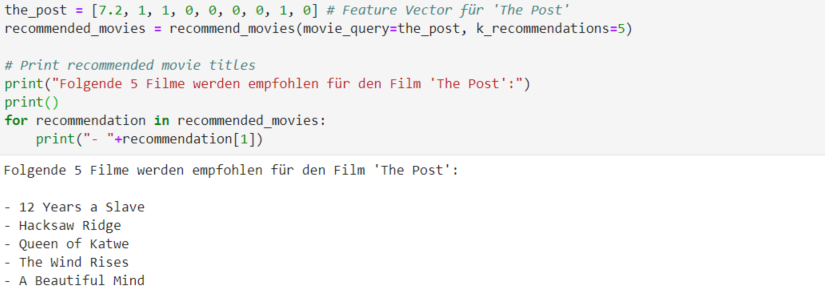 the_post = [7.2, 1, 1, 0, 0, 0, 0, 1, 0] # Feature Vector für 'The Post'
recommended_movies = recommend_movies(movie_query=the_post, k_recommendations=5)
# Print recommended movie titles
print("Folgende 5 Filme werden empfohlen für den Film 'The Post':")
print()
for recommendation in recommended_movies:
    print("- "+recommendation[1])
Folgende 5 Filme werden empfohlen für den Film 'The Post':
- 12 Years a Slave
- Hacksaw Ridge
- Queen of Katwe
- The Wind Rises
- A Beautiful Mind